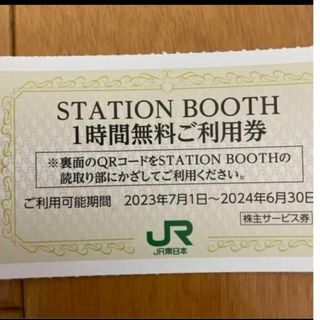 STATION BOOTH
1時間無料ご利用券
※裏面のQRコードをSTATION BOOTHの
読取り部にかざしてご利用ください。
ご利用可能期間 2023年7月1日～2024年6月30日
株主サービス券
JR
JR東日本